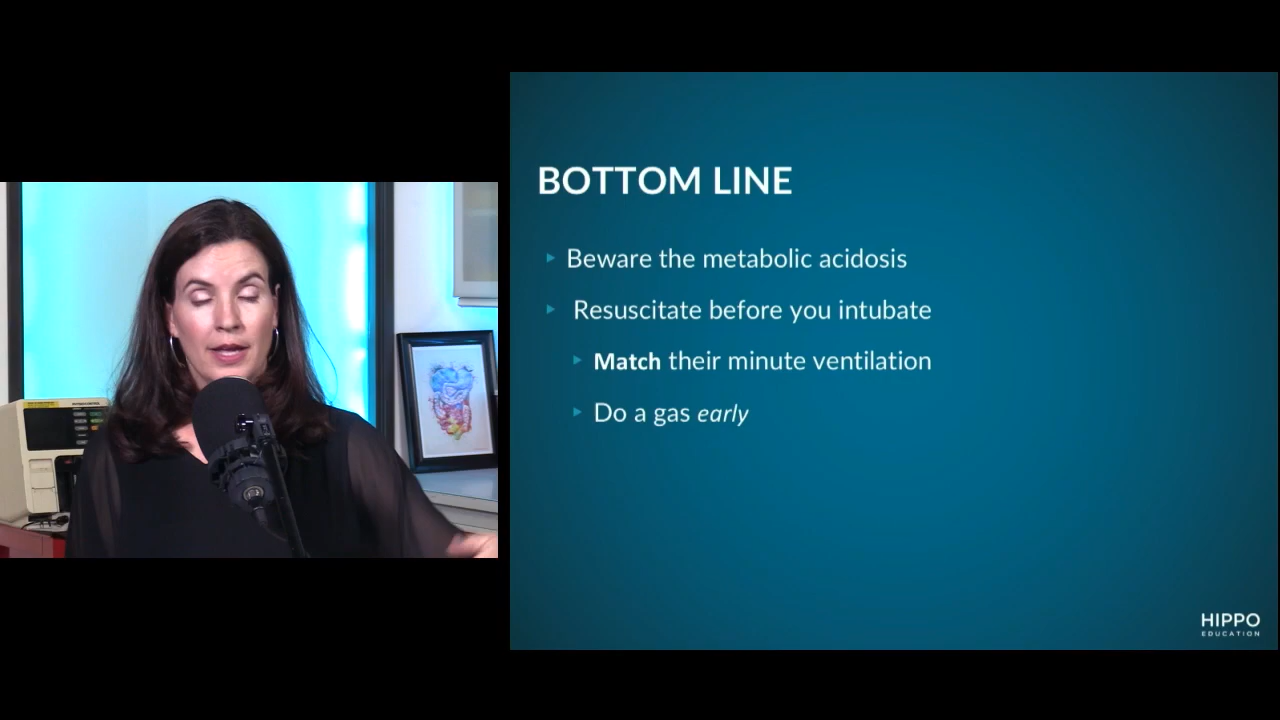 BOTTOM LINE
Beware the metabolic acidosis
Resuscitate before you intubate
Match their minute ventilation
Do a gas early
HIPPO
EDUCATION